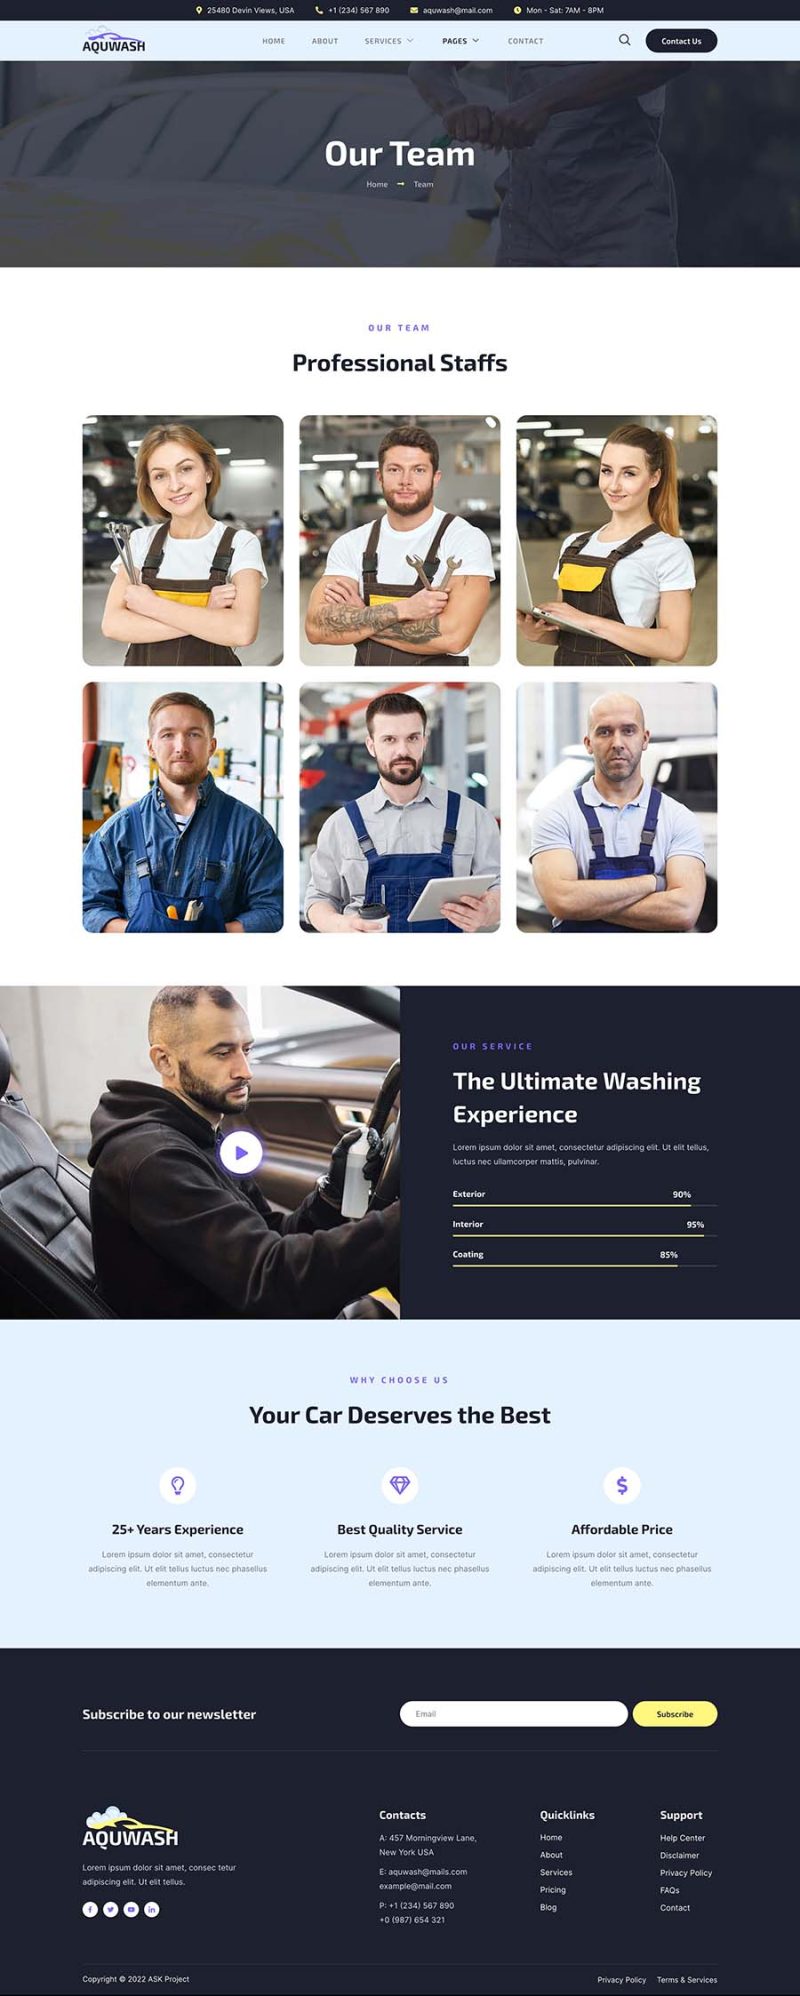 25480 Devin Views, USA +1 (234) 567 890 aquwash@mail.com Mon - Sat: 7AM - 8PM
AQUWASH HOME ABOUT SERVICES PAGES CONTACT Contact Us
Our Team
Home Team
OUR TEAM
Professional Staffs
OUR SERVICE
The Ultimate Washing
Experience
Lorem ipsum dolor sit amet, consectetur adipiscing elit. Ut elit tellus,
luctus nec ullamcorper mattis, pulvinar.
Exterior 90%
Interior 95%
Coating 85%
WHY CHOOSE US
Your Car Deserves the Best
25+ Years Experience
Lorem ipsum dolor sit amet, consectetur
adipiscing elit. Ut elit tellus luctus nec phasellus
elementum ante.
Best Quality Service
Lorem ipsum dolor sit amet, consectetur
adipiscing elit. Ut elit tellus luctus nec phasellus
elementum ante.
Affordable Price
Lorem ipsum dolor sit amet, consectetur
adipiscing elit. Ut elit tellus luctus nec phasellus
elementum ante.
Subscribe to our newsletter Email Subscribe
AQUWASH
Lorem ipsum dolor sit amet, consec tetur
adipiscing elit. Ut elit tellus.
Contacts
A: 457 Morningview Lane,
New York USA
E: aquwash@mails.com
example@mail.com
P: +1 (234) 567 890
+0 (987) 654 321
Quicklinks
Home
About
Services
Pricing
Blog
Support
Help Center
Disclaimer
Privacy Policy
FAQs
Contact
Copyright © 2022 ASK Project Privacy Policy Terms & Services